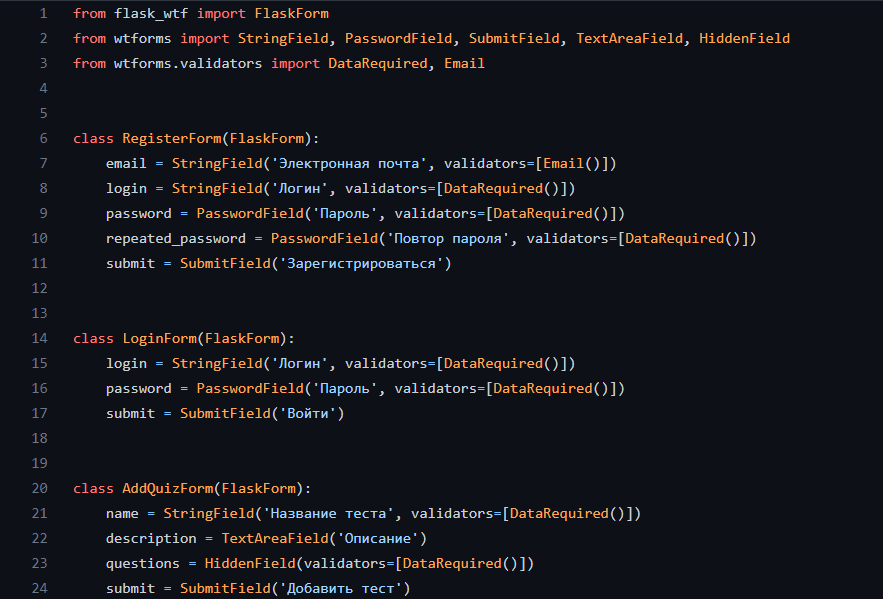 1 from flask_wtf import FlaskForm
2 from wtforms import StringField, PasswordField, SubmitField, TextAreaField, HiddenField
3 from wtforms.validators import DataRequired, Email
4
5
6 class RegisterForm(FlaskForm):
7     email = StringField('Электронная почта', validators=[Email()])
8     login = StringField('Логин', validators=[DataRequired()])
9     password = PasswordField('Пароль', validators=[DataRequired()])
10     repeated_password = PasswordField('Повтор пароля', validators=[DataRequired()])
11     submit = SubmitField('Зарегистрироваться')
12
13
14 class LoginForm(FlaskForm):
15     login = StringField('Логин', validators=[DataRequired()])
16     password = PasswordField('Пароль', validators=[DataRequired()])
17     submit = SubmitField('Войти')
18
19
20 class AddQuizForm(FlaskForm):
21     name = StringField('Название теста', validators=[DataRequired()])
22     description = TextAreaField('Описание')
23     questions = HiddenField(validators=[DataRequired()])
24     submit = SubmitField('Добавить тест')